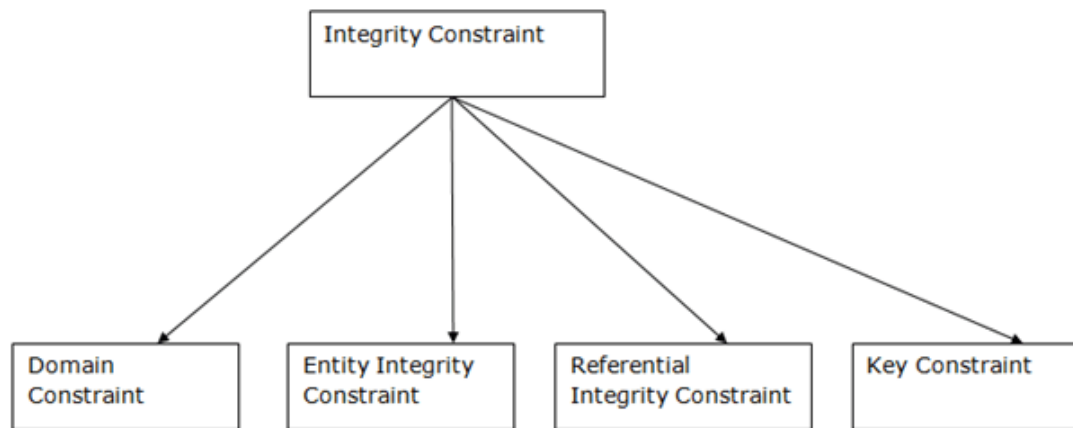 Integrity Constraint
Domain
Constraint
Entity Integrity
Constraint
Referential
Integrity Constraint
Key Constraint